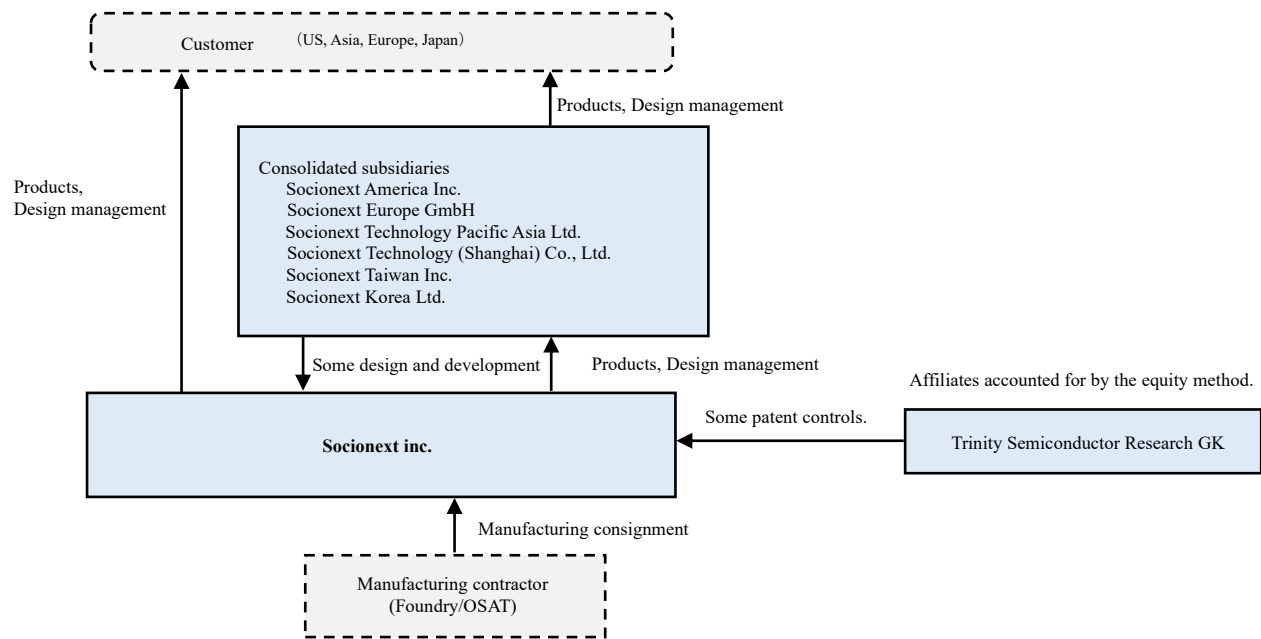 Customer （US, Asia, Europe, Japan）
Products, Design management
Products,
Design management
Consolidated subsidiaries
Socionext America Inc.
Socionext Europe GmbH
Socionext Technology Pacific Asia Ltd.
Socionext Technology (Shanghai) Co., Ltd.
Socionext Taiwan Inc.
Socionext Korea Ltd.
Some design and development
Products, Design management
Affiliates accounted for by the equity method.
Some patent controls.
Socionext inc.
Trinity Semiconductor Research GK
Manufacturing consignment
Manufacturing contractor
(Foundry/OSAT)